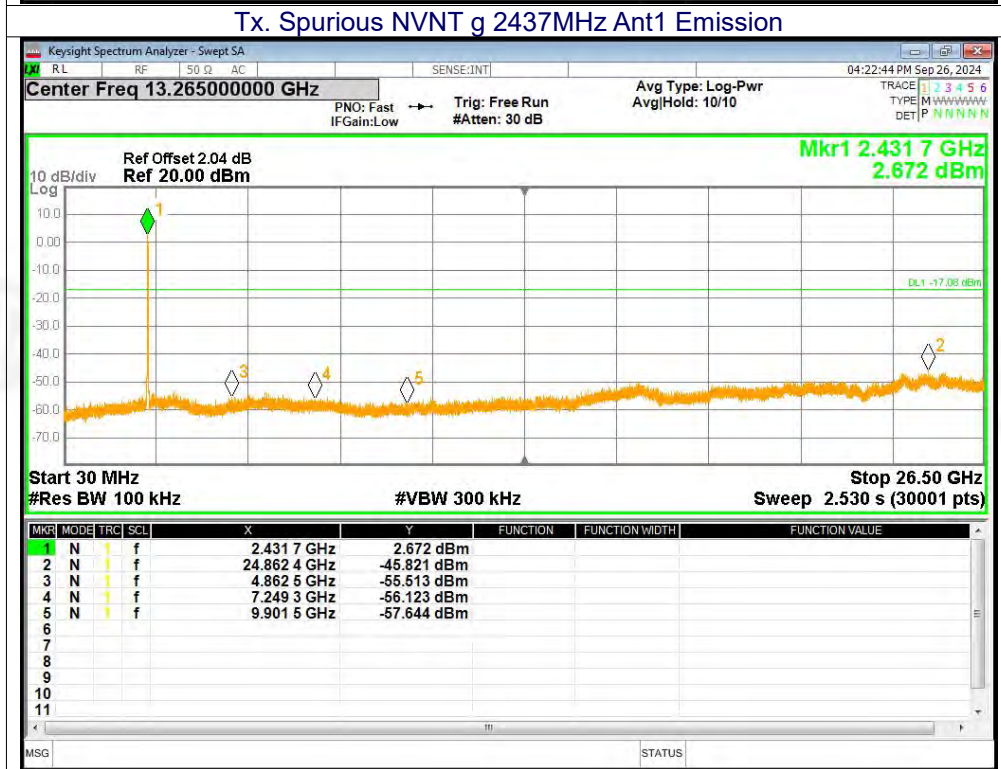 Tx. Spurious NVNT g 2437MHz Ant1 Emission
Keysight Spectrum Analyzer - Swept SA
LXI RL RF 50 Ω AC SENSE:INT 04:22:44 PM Sep 26, 2024
Center Freq 13.265000000 GHz Avg Type: Log-Pwr TRACE 1 2 3 4 5 6
PNO: Fast Trig: Free Run Avg|Hold: 10/10 TYPE M WWWWW
IFGain:Low #Atten: 30 dB DET P N N N N N
Mkr1 2.431 7 GHz
Ref Offset 2.04 dB
10 dB/div Ref 20.00 dBm 2.672 dBm
Log
10.0
1
0.00
-10.0
DL1 -17.08 dBm
-20.0
-30.0
-40.0
2
-50.0
3 4 5
-60.0
-70.0
Start 30 MHz Stop 26.50 GHz
#Res BW 100 kHz #VBW 300 kHz Sweep 2.530 s (30001 pts)
MKR MODE TRC SCL X Y FUNCTION FUNCTION WIDTH FUNCTION VALUE
1 N 1 f 2.431 7 GHz 2.672 dBm
2 N 1 f 24.862 4 GHz -45.821 dBm
3 N 1 f 4.862 5 GHz -55.513 dBm
4 N 1 f 7.249 3 GHz -56.123 dBm
5 N 1 f 9.901 5 GHz -57.644 dBm
6
7
8
9
10
11
MSG STATUS